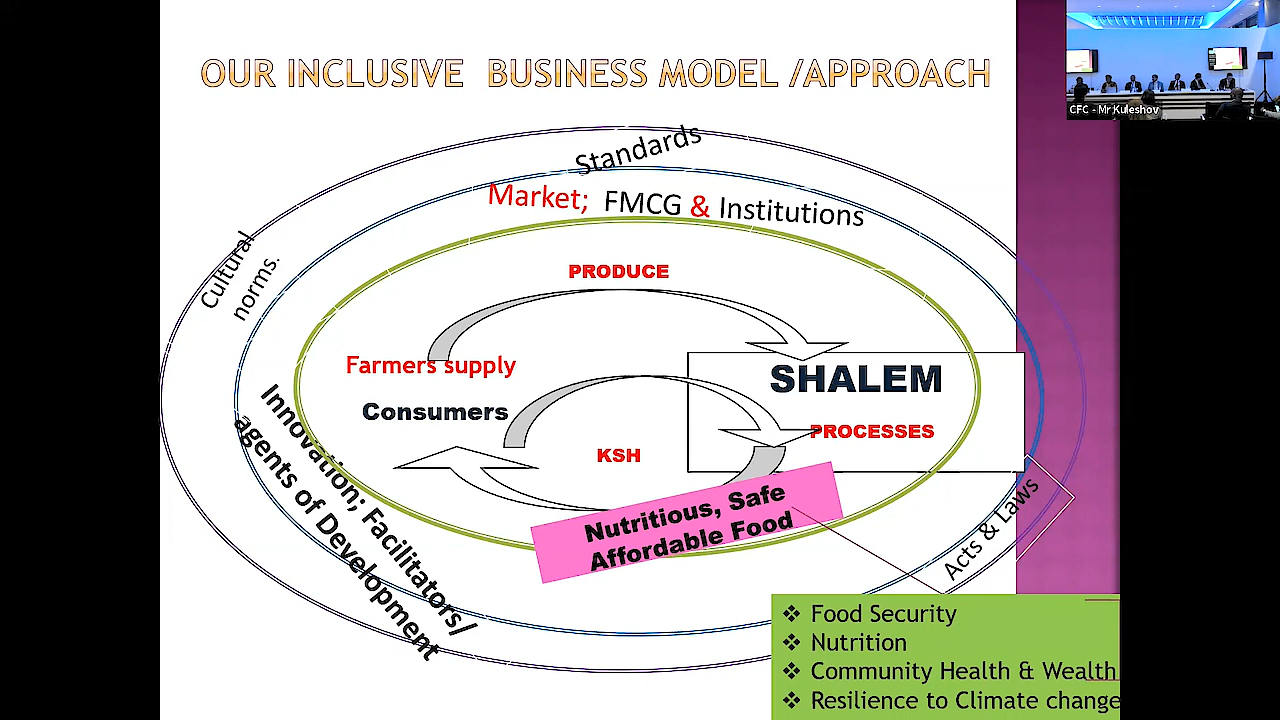 OUR INCLUSIVE BUSINESS MODEL /APPROACH
CFC - Mr Kuleshov
Standards
Market; FMCG & Institutions
Cultural
norms.
PRODUCE
Farmers supply
SHALEM
Consumers
PROCESSES
KSH
Nutritious, Safe
Affordable Food
Innovation; Facilitators/
agents of Development
Acts & Laws
❖ Food Security
❖ Nutrition
❖ Community Health & Wealth
❖ Resilience to Climate change